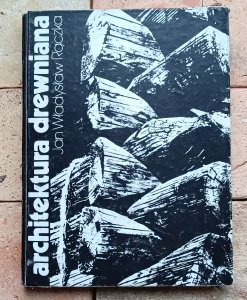 architektura drewniana
Jan Władysław Rączka